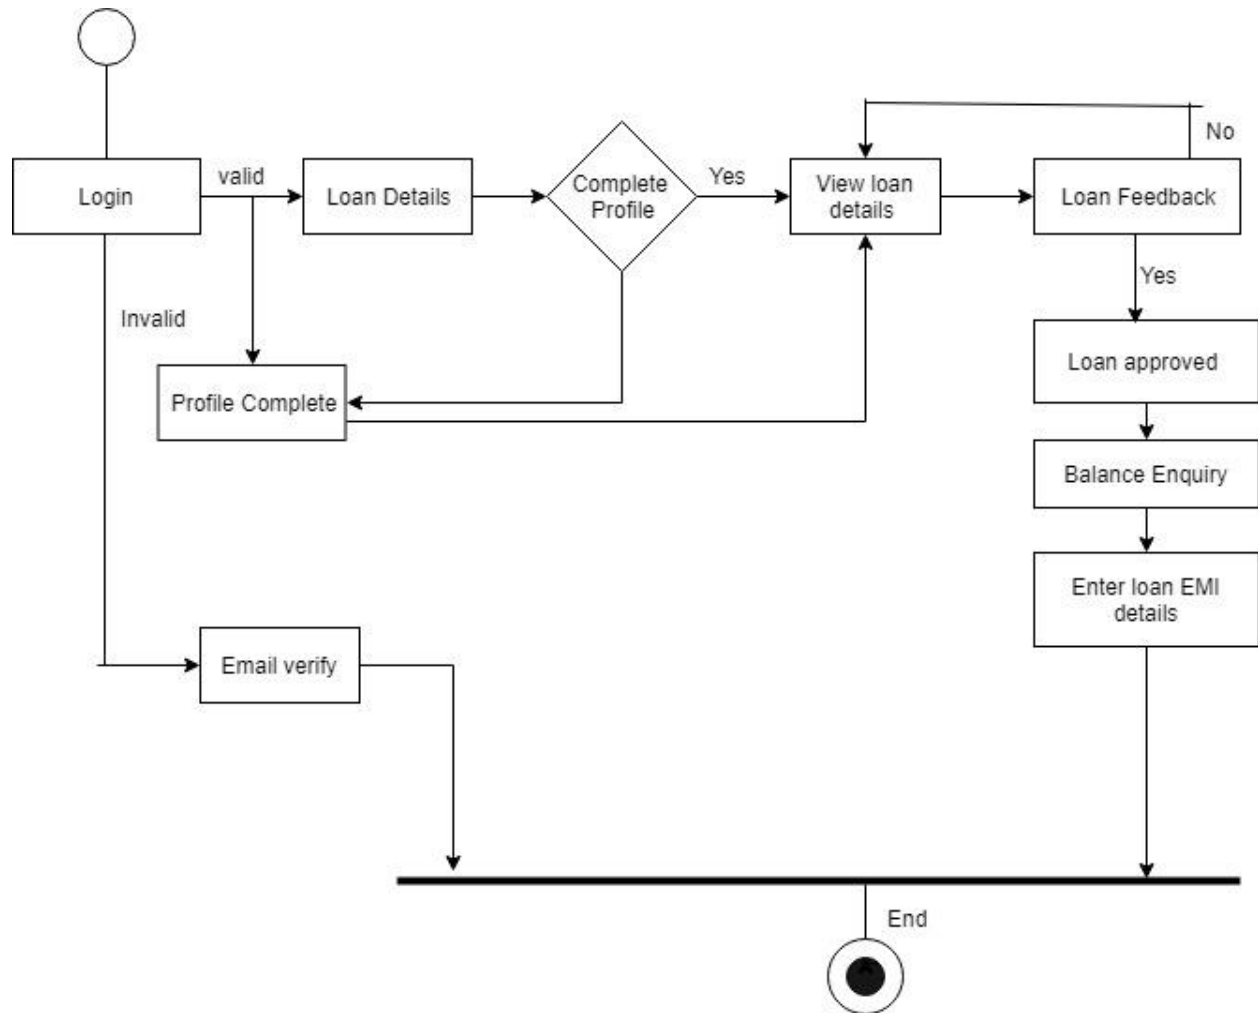 Login
valid
Loan Details
Complete
Profile
Yes
View loan
details
Loan Feedback
No
Yes
Invalid
Profile Complete
Loan approved
Balance Enquiry
Enter loan EMI
details
Email verify
End